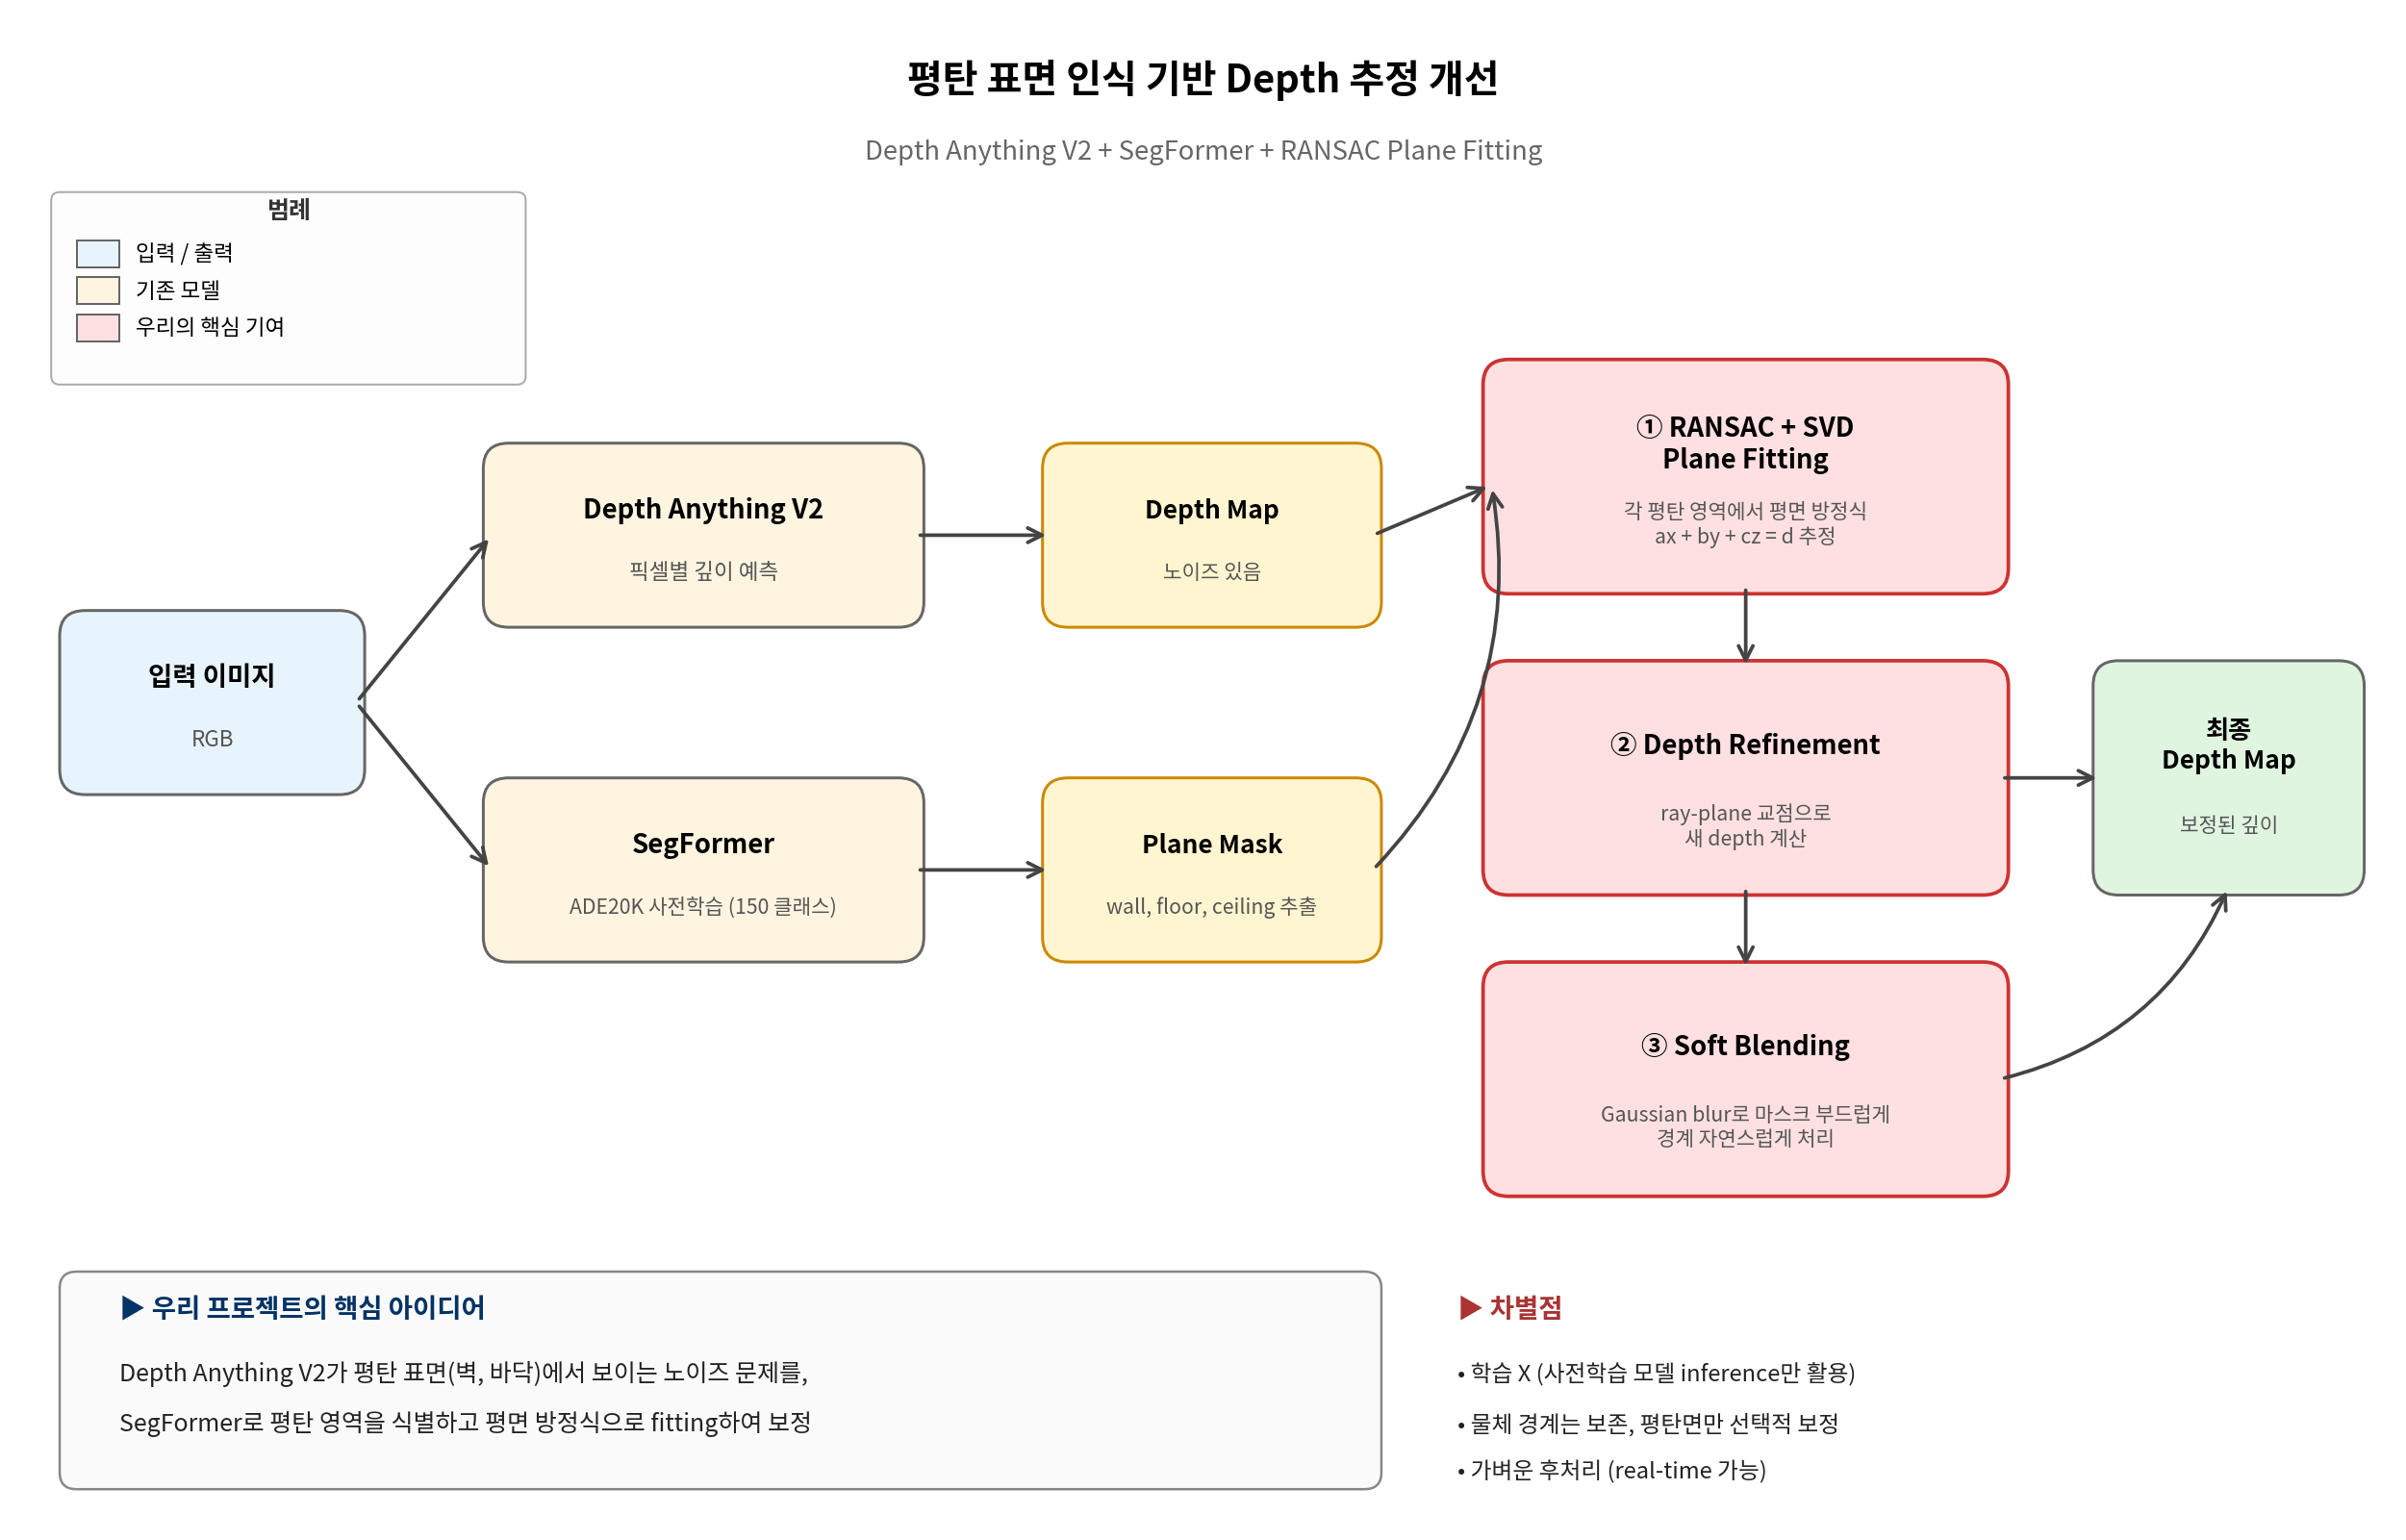 평탄 표면 인식 기반 Depth 추정 개선
Depth Anything V2 + SegFormer + RANSAC Plane Fitting
범례
입력 / 출력
기존 모델
우리의 핵심 기여
입력 이미지
RGB
Depth Anything V2
픽셀별 깊이 예측
Depth Map
노이즈 있음
SegFormer
ADE20K 사전학습 (150 클래스)
Plane Mask
wall, floor, ceiling 추출
① RANSAC + SVD
Plane Fitting
각 평탄 영역에서 평면 방정식
ax + by + cz = d 추정
② Depth Refinement
ray-plane 교점으로
새 depth 계산
③ Soft Blending
Gaussian blur로 마스크 부드럽게
경계 자연스럽게 처리
최종
Depth Map
보정된 깊이
▶ 우리 프로젝트의 핵심 아이디어
Depth Anything V2가 평탄 표면(벽, 바닥)에서 보이는 노이즈 문제를,
SegFormer로 평탄 영역을 식별하고 평면 방정식으로 fitting하여 보정
▶ 차별점
• 학습 X (사전학습 모델 inference만 활용)
• 물체 경계는 보존, 평탄면만 선택적 보정
• 가벼운 후처리 (real-time 가능)